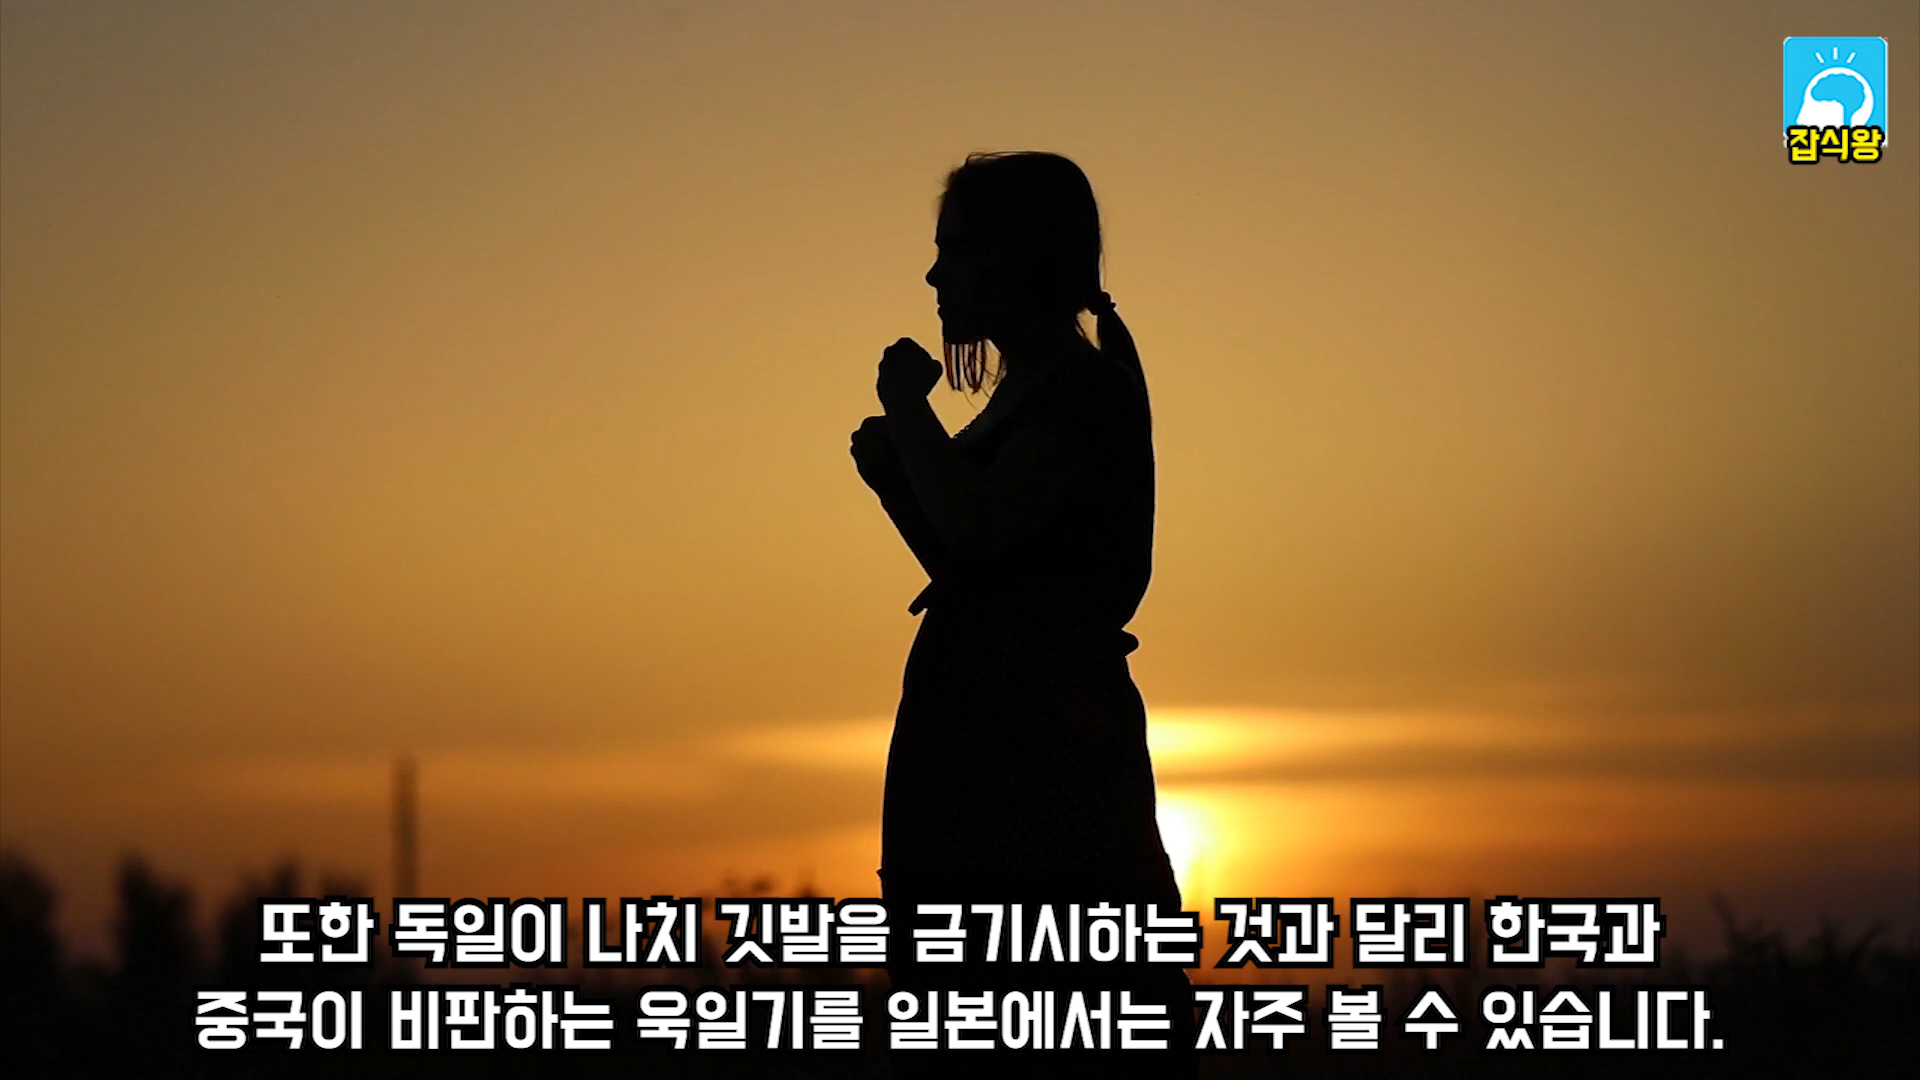 잡식왕
또한 독일이 나치 깃발을 금기시하는 것과 달리 한국과
중국이 비판하는 욱일기를 일본에서는 자주 볼 수 있습니다.